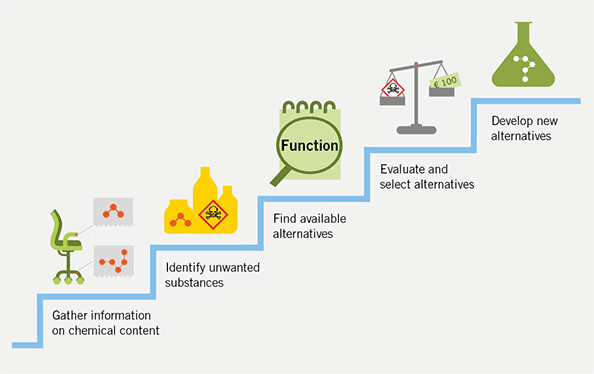 Gather information
on chemical content
Identify unwanted
substances
Function
Find available
alternatives
€ 100
Evaluate and
select alternatives
Develop new
alternatives